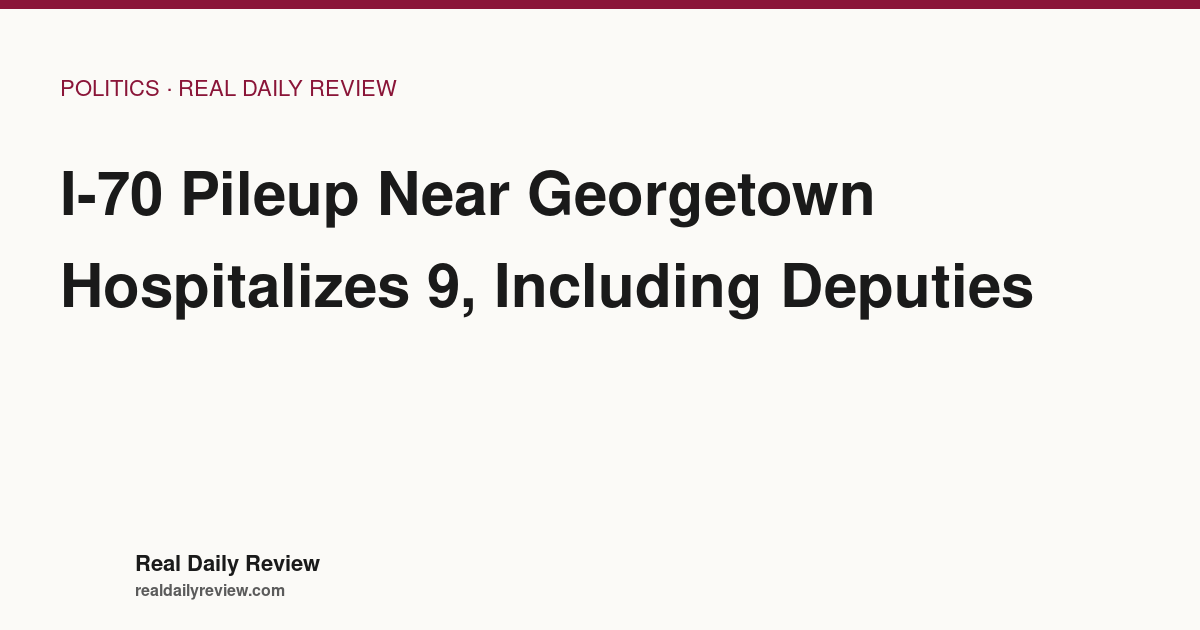 POLITICS · REAL DAILY REVIEW
I-70 Pileup Near Georgetown
Hospitalizes 9, Including Deputies
Real Daily Review
realdailyreview.com